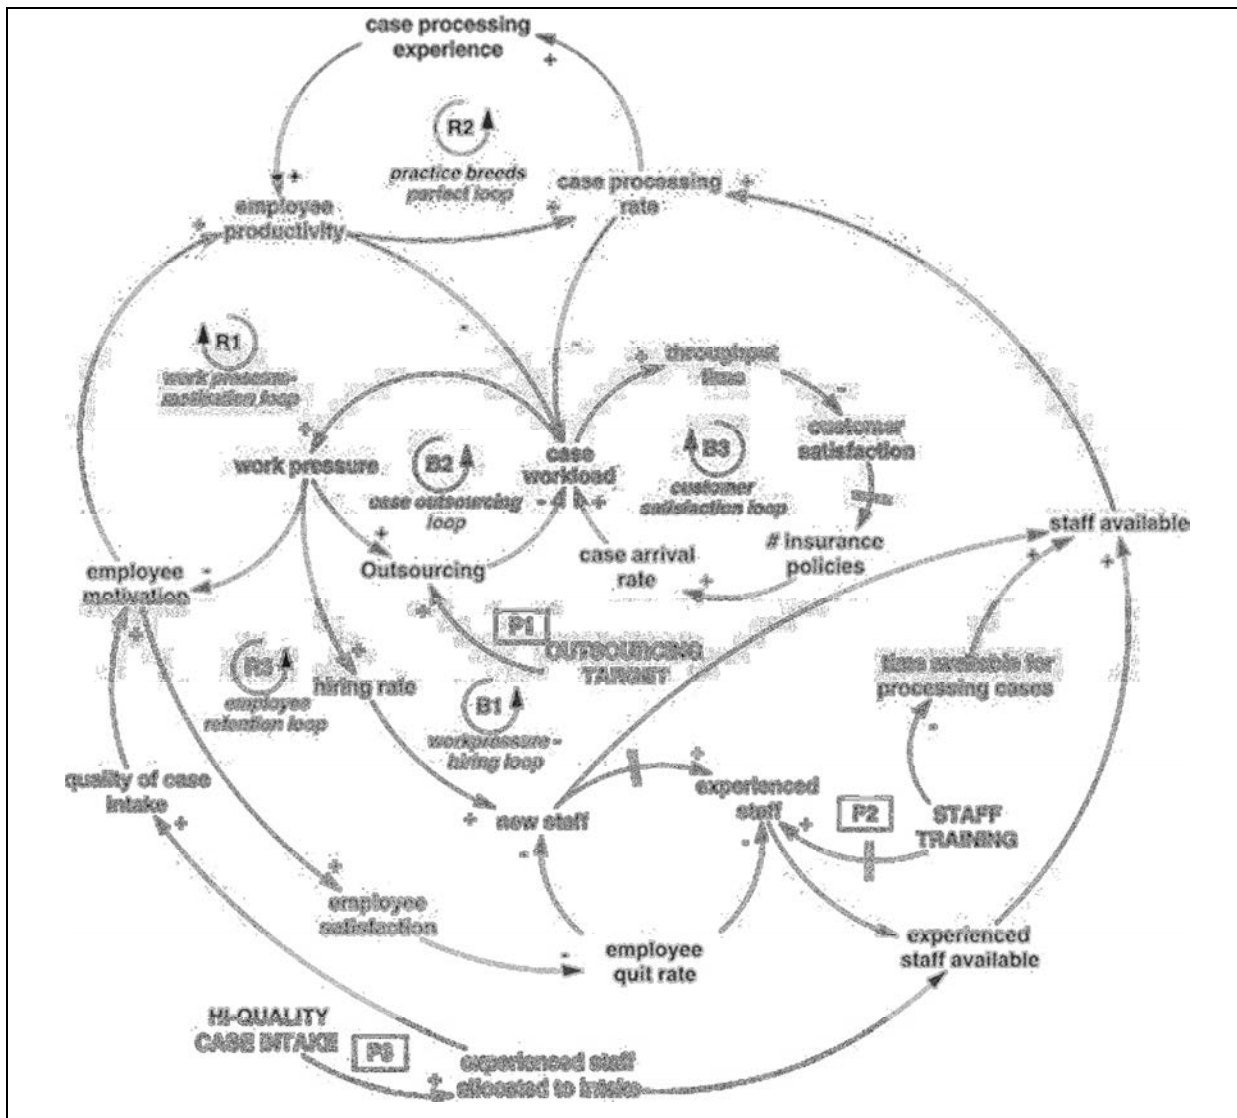 case processing
experience
+
R2
practice breeds
perfect loop
+
case processing
rate
+
+
employee
productivity
+
+
-
-
R1
work pressure-
motivation loop
+
throughput
time
-
customer
satisfaction
+
work pressure
B2
case outsourcing
loop
case
workload
-
+
B3
customer
satisfaction loop
staff available
+
+
+
Outsourcing
case arrival
rate
# insurance
policies
+
employee
motivation
-
+
+
P1
OUTSOURCING
TARGET
R3
employee
retention loop
+
hiring rate
B1
workpressure -
hiring loop
time available for
processing cases
-
quality of case
intake
+
+
new staff
-
+
experienced
staff
-
+
P2
STAFF
TRAINING
+
employee
satisfaction
-
employee
quit rate
experienced
staff available
HI-QUALITY
CASE INTAKE
P3
+
experienced staff
allocated to intake